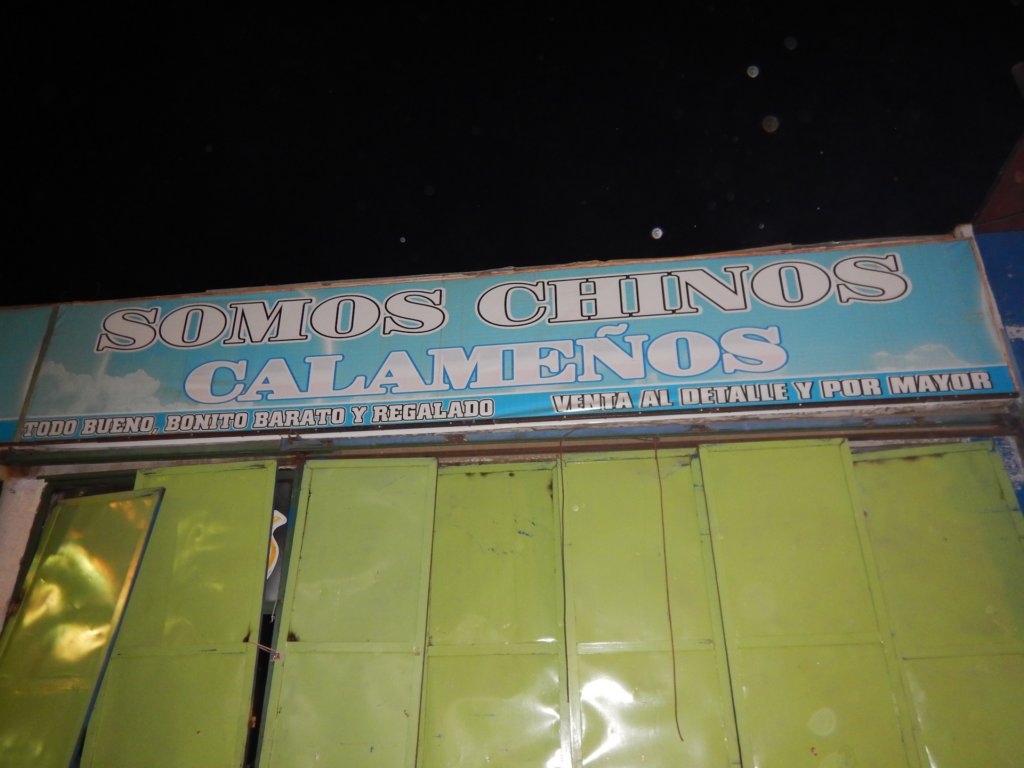 SOMOS CHINOS
CALAMEÑOS
TODO BUENO, BONITO BARATO Y REGALADO
VENTA AL DETALLE Y POR MAYOR